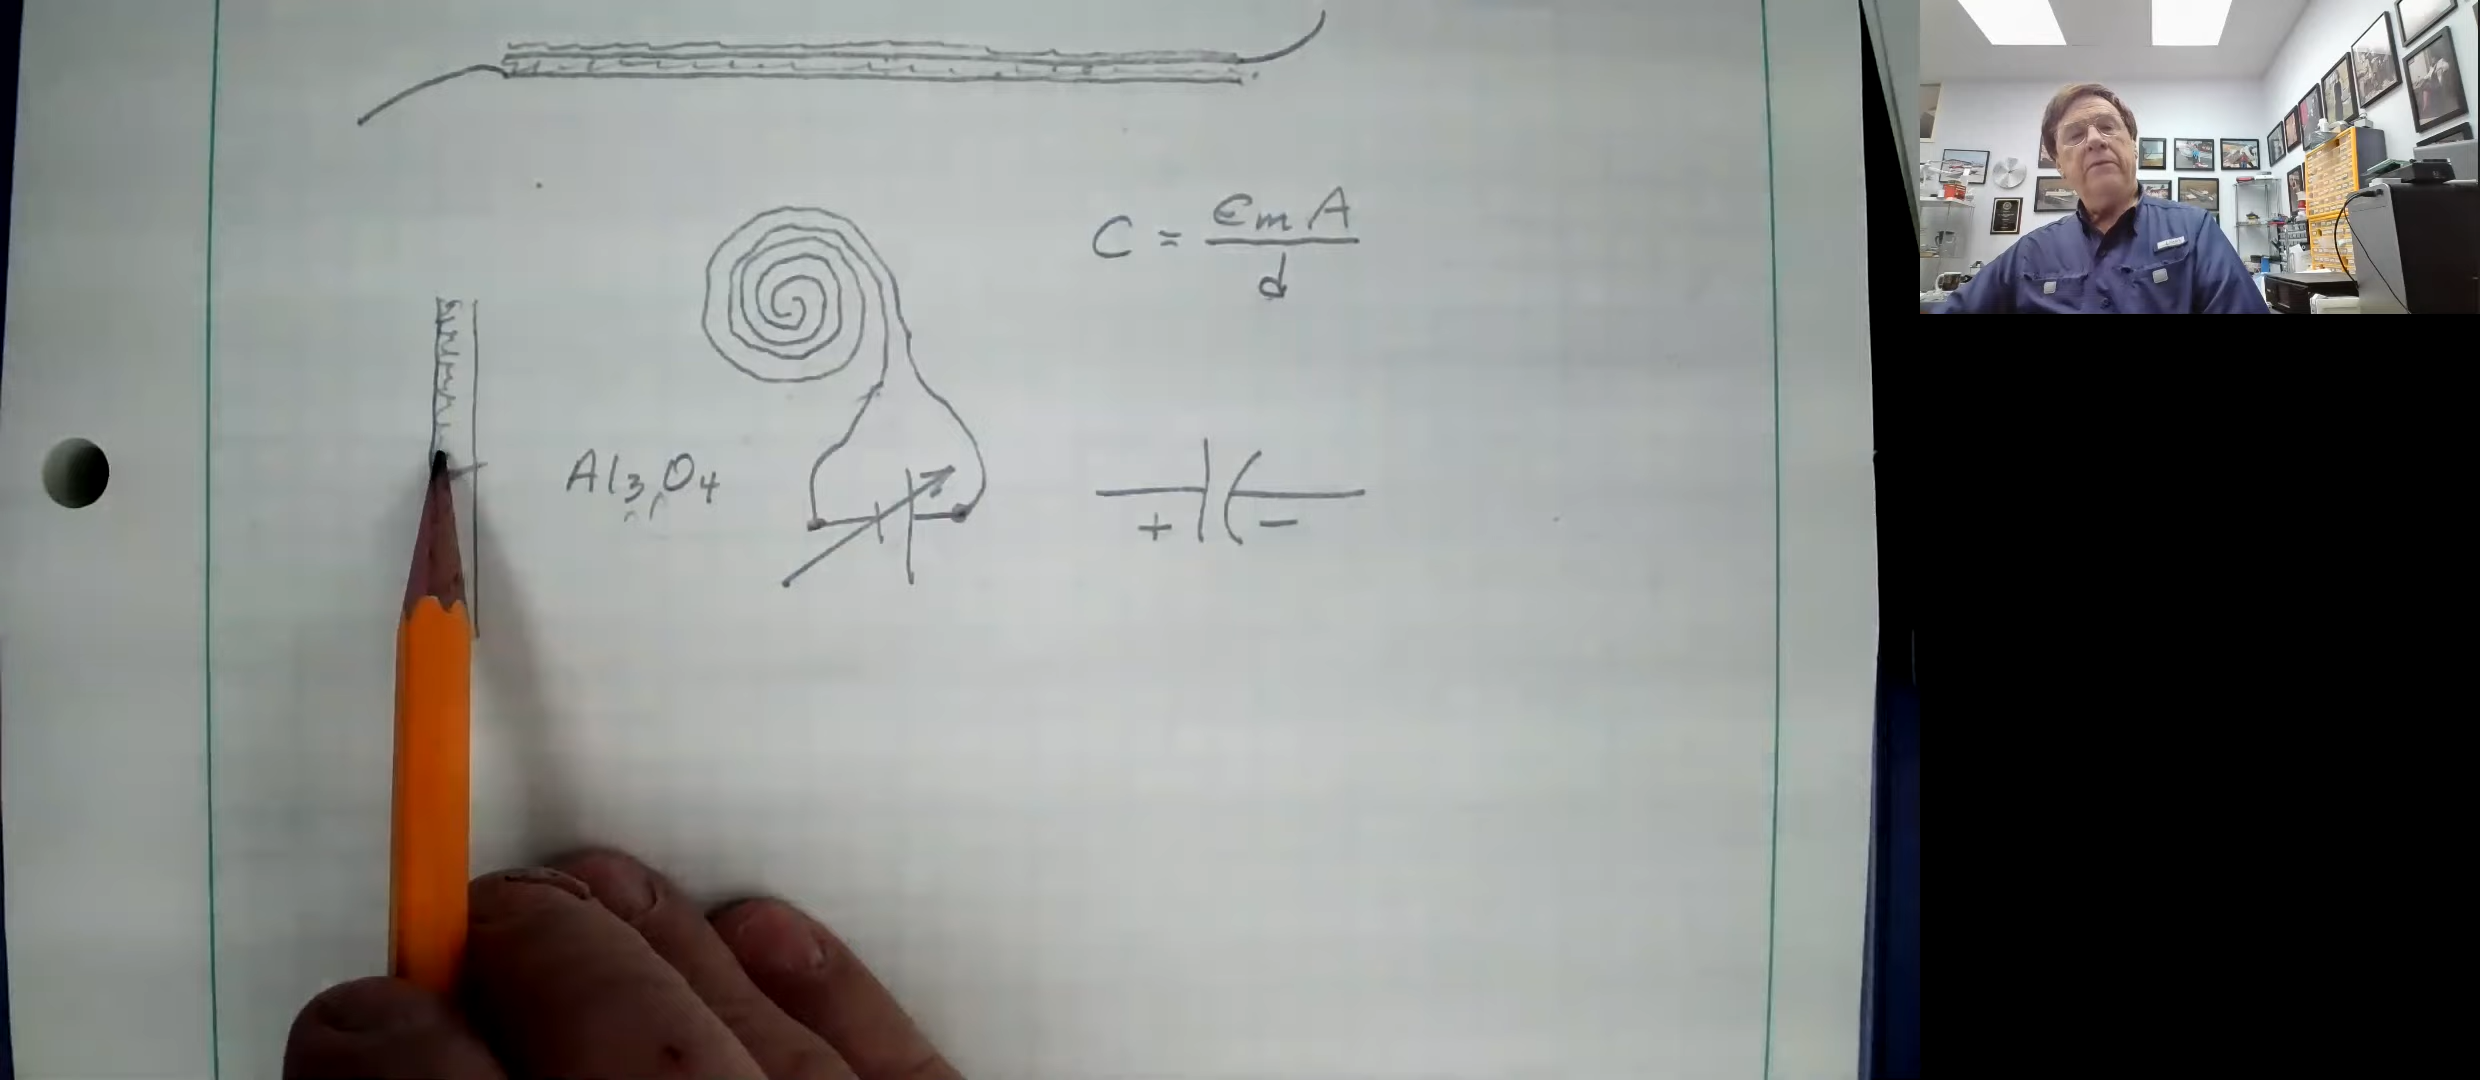 C = εm A / d
Al3O4
+ −